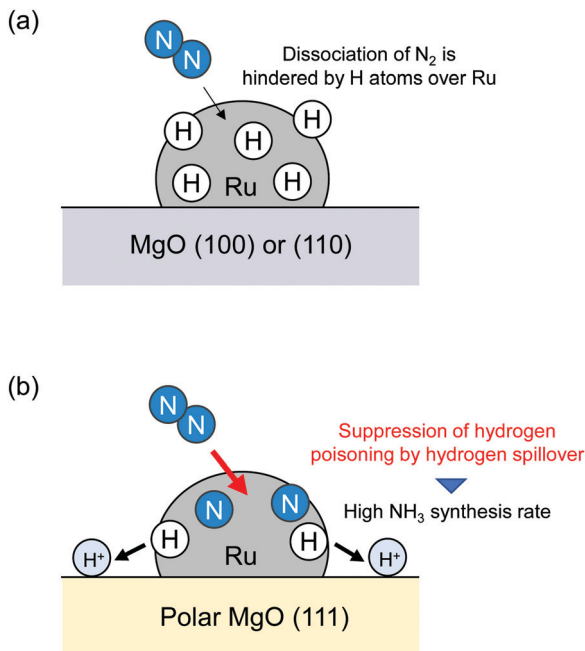 (a)
N
N
Dissociation of N₂ is
hindered by H atoms over Ru
H
H
H
H
H
Ru
MgO (100) or (110)
(b)
N
N
Suppression of hydrogen
poisoning by hydrogen spillover
High NH₃ synthesis rate
N
N
H
H
H⁺
Ru
H⁺
Polar MgO (111)